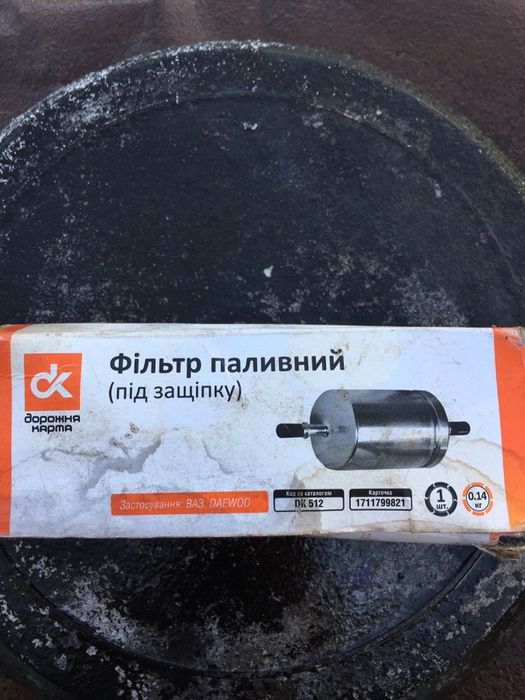 Фільтр паливний
(під защіпку)
дк
дорожня
карта
Застосування: ВАЗ, DAEWOO
Код за каталогом
DK 512
Карточка
1711799821
1
шт.
0.14
кг